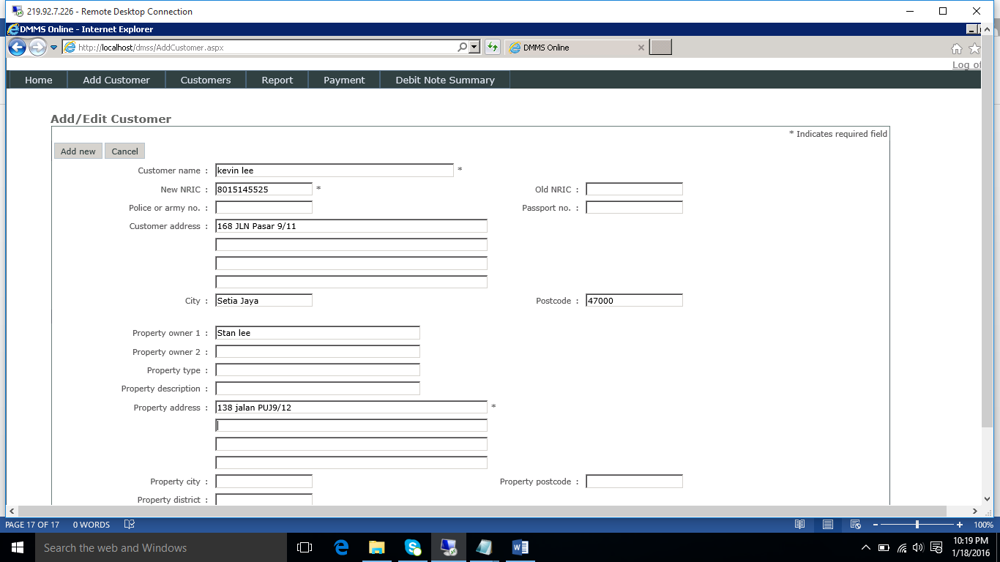 219.92.7.226 - Remote Desktop Connection
DMMS Online - Internet Explorer
http://localhost/dmss/AddCustomer.aspx
DMMS Online
Log of
Home Add Customer Customers Report Payment Debit Note Summary
Add/Edit Customer
* Indicates required field
Add new Cancel
Customer name : kevin lee *
New NRIC : 8015145525 * Old NRIC :
Police or army no. : Passport no. :
Customer address : 168 JLN Pasar 9/11
City : Setia Jaya Postcode : 47000
Property owner 1 : Stan lee
Property owner 2 :
Property type :
Property description :
Property address : 138 jalan PUJ9/12 *
Property city : Property postcode :
Property district :
PAGE 17 OF 17 0 WORDS 100%
Search the web and Windows
10:19 PM
1/18/2016